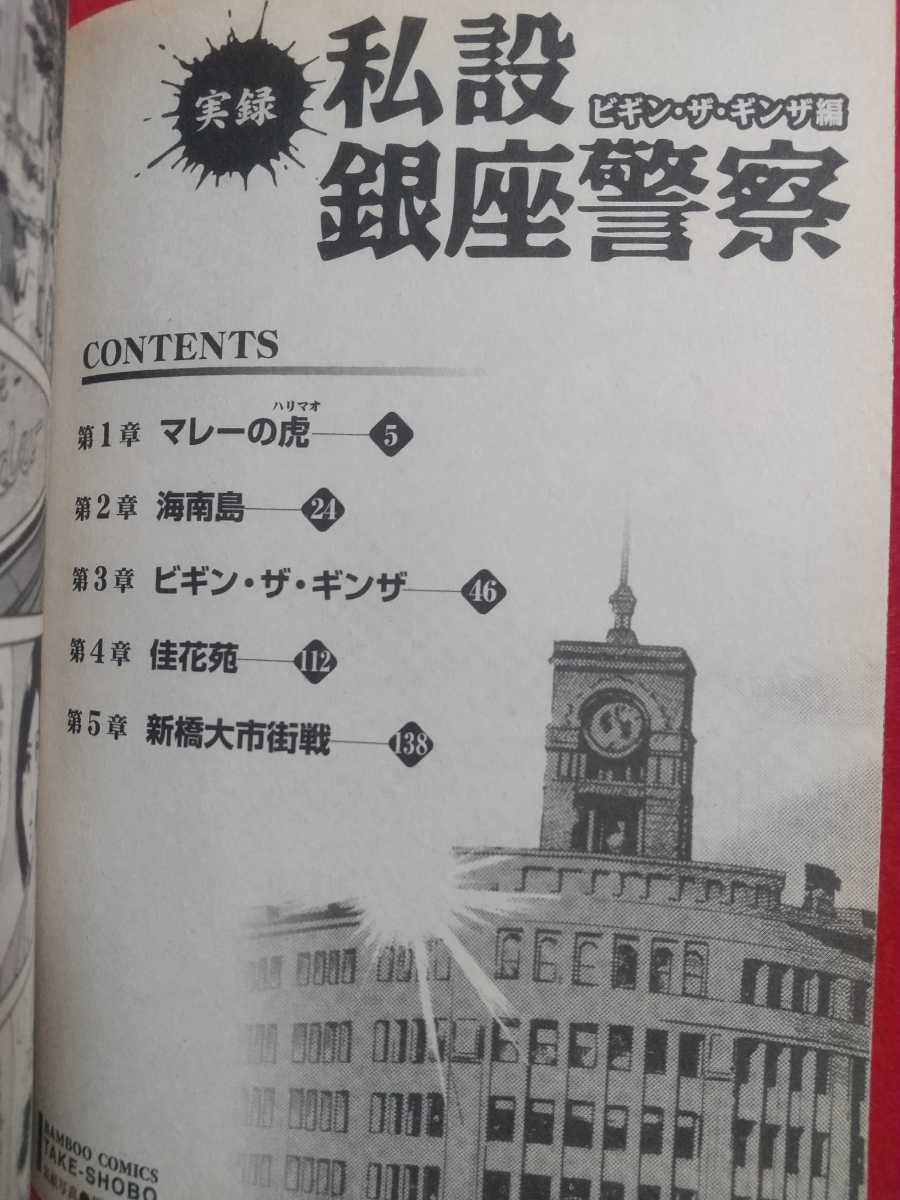 実録
私設
ビギン・ザ・ギンザ編
銀座警察
CONTENTS
ハリマオ
第1章 マレーの虎 5
第2章 海南島 24
第3章 ビギン・ザ・ギンザ 46
第4章 佳花苑 112
第5章 新橋大市街戦 138
BAMBOO COMICS
TAKE-SHOBO